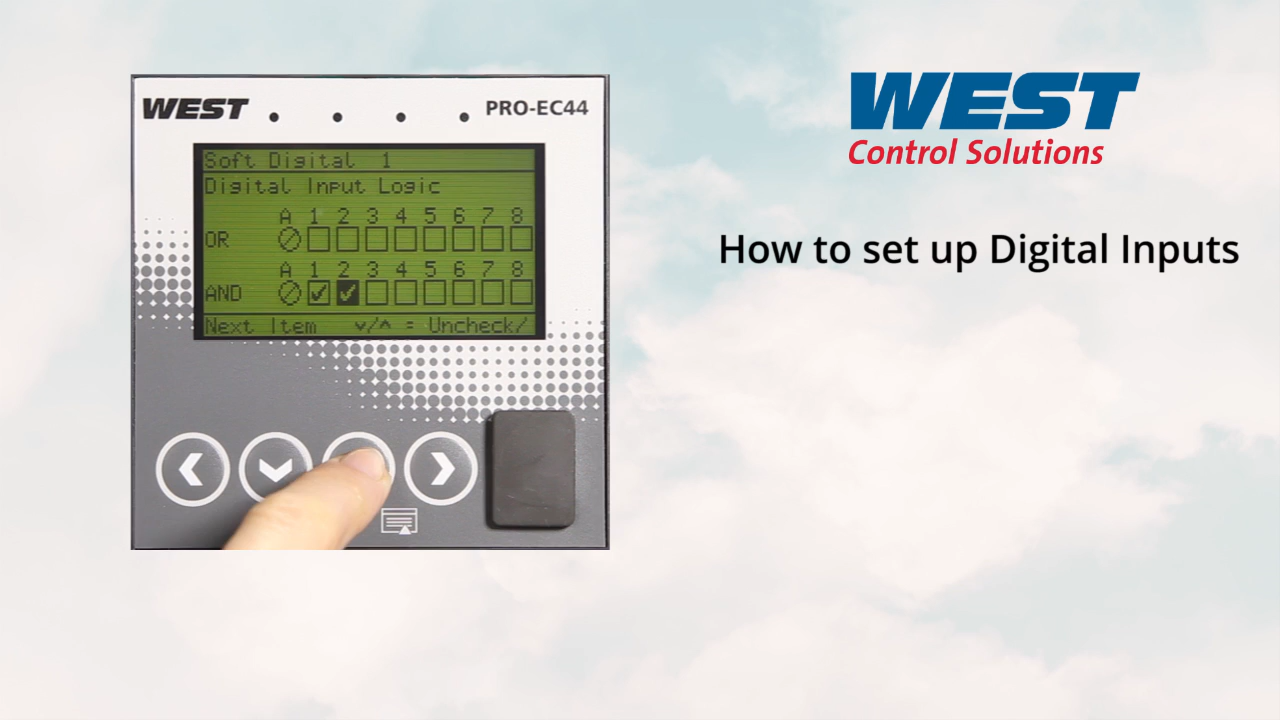 WEST
PRO-EC44
Soft Digital 1
Digital Input Logic
A 1 2 3 4 5 6 7 8
OR
A 1 2 3 4 5 6 7 8
AND
Next Item v/^ = Uncheck/
WEST
Control Solutions
How to set up Digital Inputs